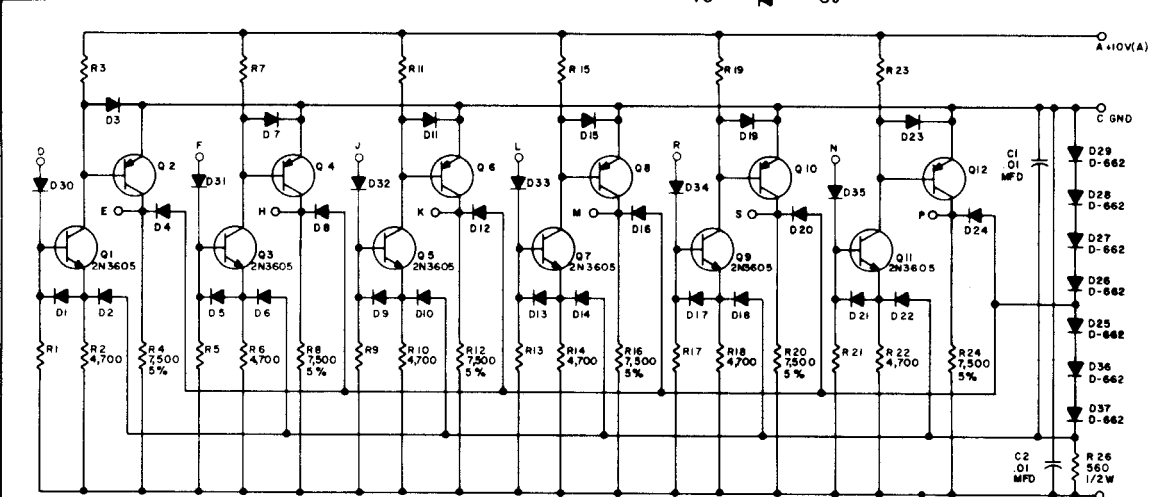 R3
R7
R11
R15
R19
R23
A +10V(A)
C GND
D3
D7
D11
D15
D19
D23
D
F
J
L
R
N
Q2
Q4
Q6
Q8
Q10
Q12
C1
.01
MFD
D29
D-662
D28
D-662
D27
D-662
D26
D-662
D25
D-662
D36
D-662
D37
D-662
D30
D31
D32
D33
D34
D35
E
H
K
M
S
P
D4
D8
D12
D16
D20
D24
Q1
2N3605
Q3
2N3605
Q5
2N3605
Q7
2N3605
Q9
2N3605
Q11
2N3605
D1
D2
D5
D6
D9
D10
D13
D14
D17
D18
D21
D22
R1
R2
4,700
R4
7,500
5%
R5
R6
4,700
R8
7,500
5%
R9
R10
4,700
R12
7,500
5%
R13
R14
4,700
R16
7,500
5%
R17
R18
4,700
R20
7,500
5%
R21
R22
4,700
R24
7,500
5%
C2
.01
MFD
R26
560
1/2W